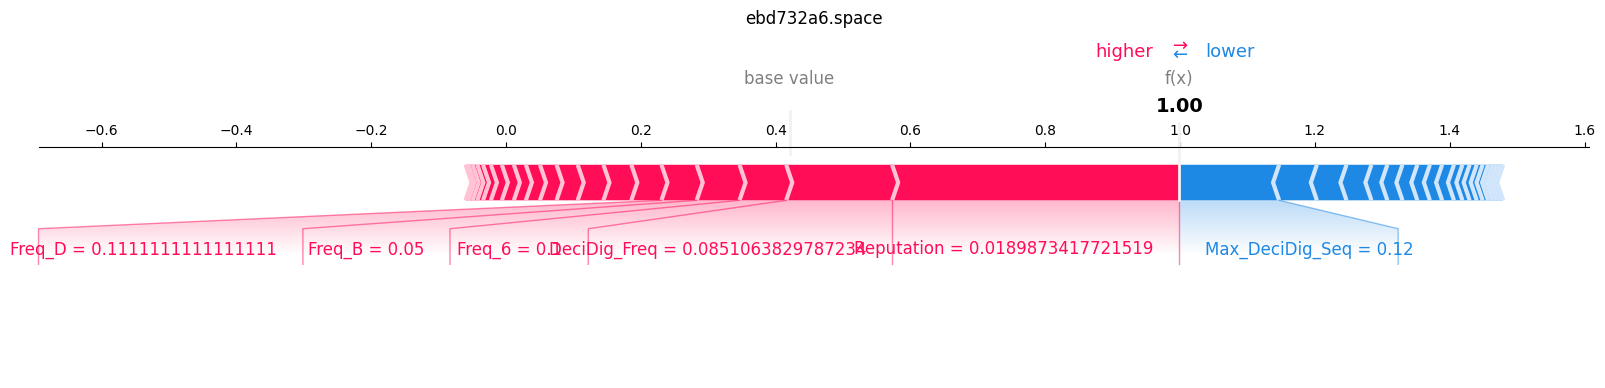 ebd732a6.space
higher → ← lower
base value f(x)
1.00
−0.6 −0.4 −0.2 0.0 0.2 0.4 0.6 0.8 1.0 1.2 1.4 1.6
Freq_D = 0.1111111111111111 Freq_B = 0.05 Freq_6 = 0.1 DeciDig_Freq = 0.0851063829787234 Reputation = 0.0189873417721519 Max_DeciDig_Seq = 0.12